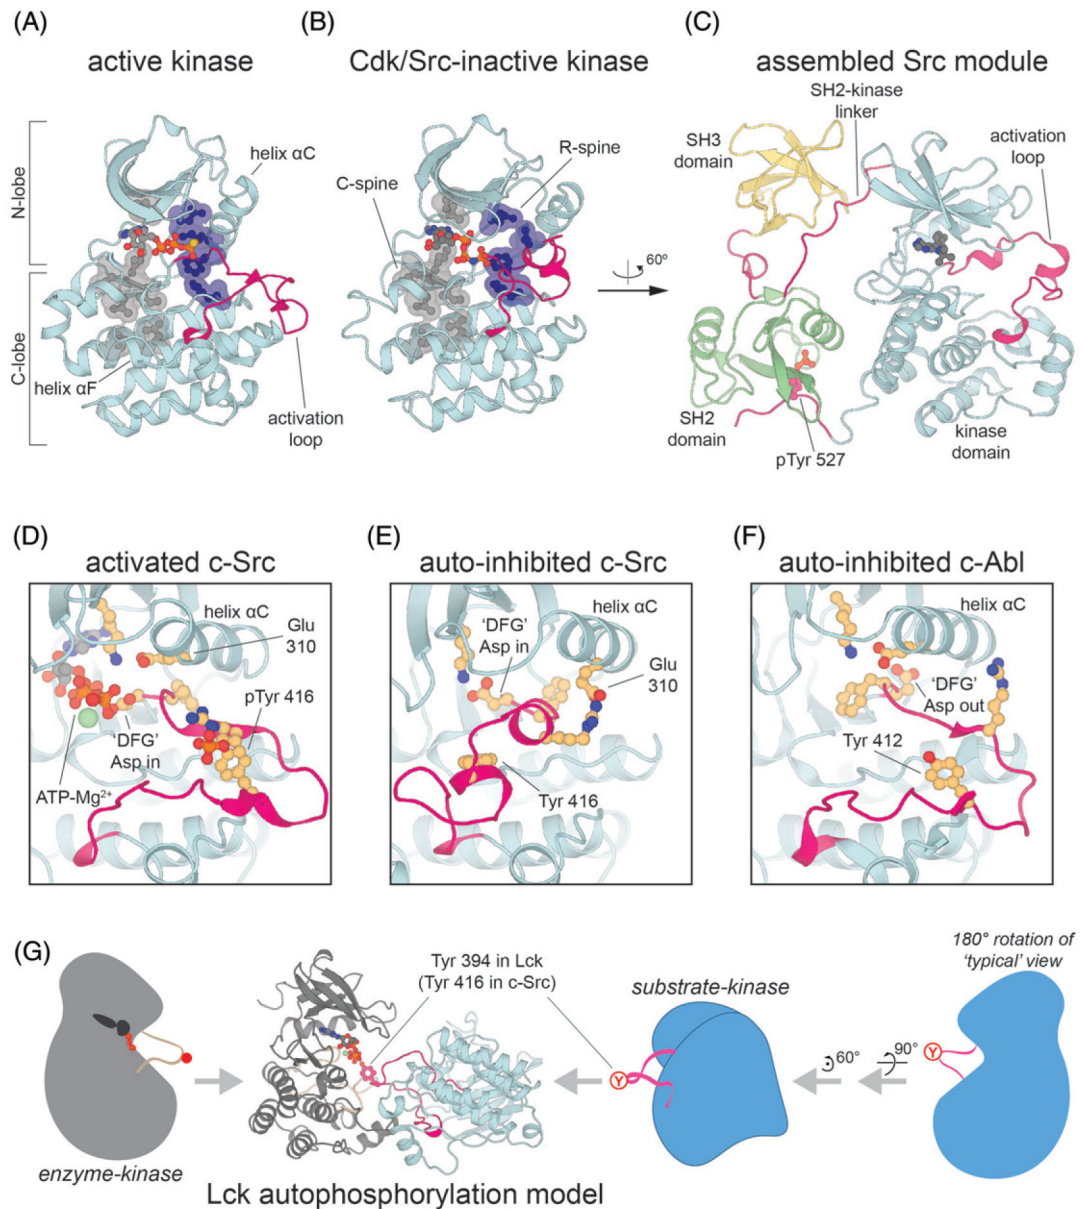 (A)
active kinase
N-lobe
C-lobe
helix αC
helix αF
activation
loop
(B)
Cdk/Src-inactive kinase
C-spine
R-spine
60°
(C)
assembled Src module
SH2-kinase
linker
SH3
domain
activation
loop
SH2
domain
pTyr 527
kinase
domain
(D)
activated c-Src
helix αC
Glu
310
pTyr 416
'DFG'
Asp in
ATP-Mg²⁺
(E)
auto-inhibited c-Src
helix αC
'DFG'
Asp in
Glu
310
Tyr 416
(F)
auto-inhibited c-Abl
helix αC
'DFG'
Asp out
Tyr 412
(G)
enzyme-kinase
Tyr 394 in Lck
(Tyr 416 in c-Src)
Lck autophosphorylation model
substrate-kinase
Y
60°
90°
180° rotation of
'typical' view
Y